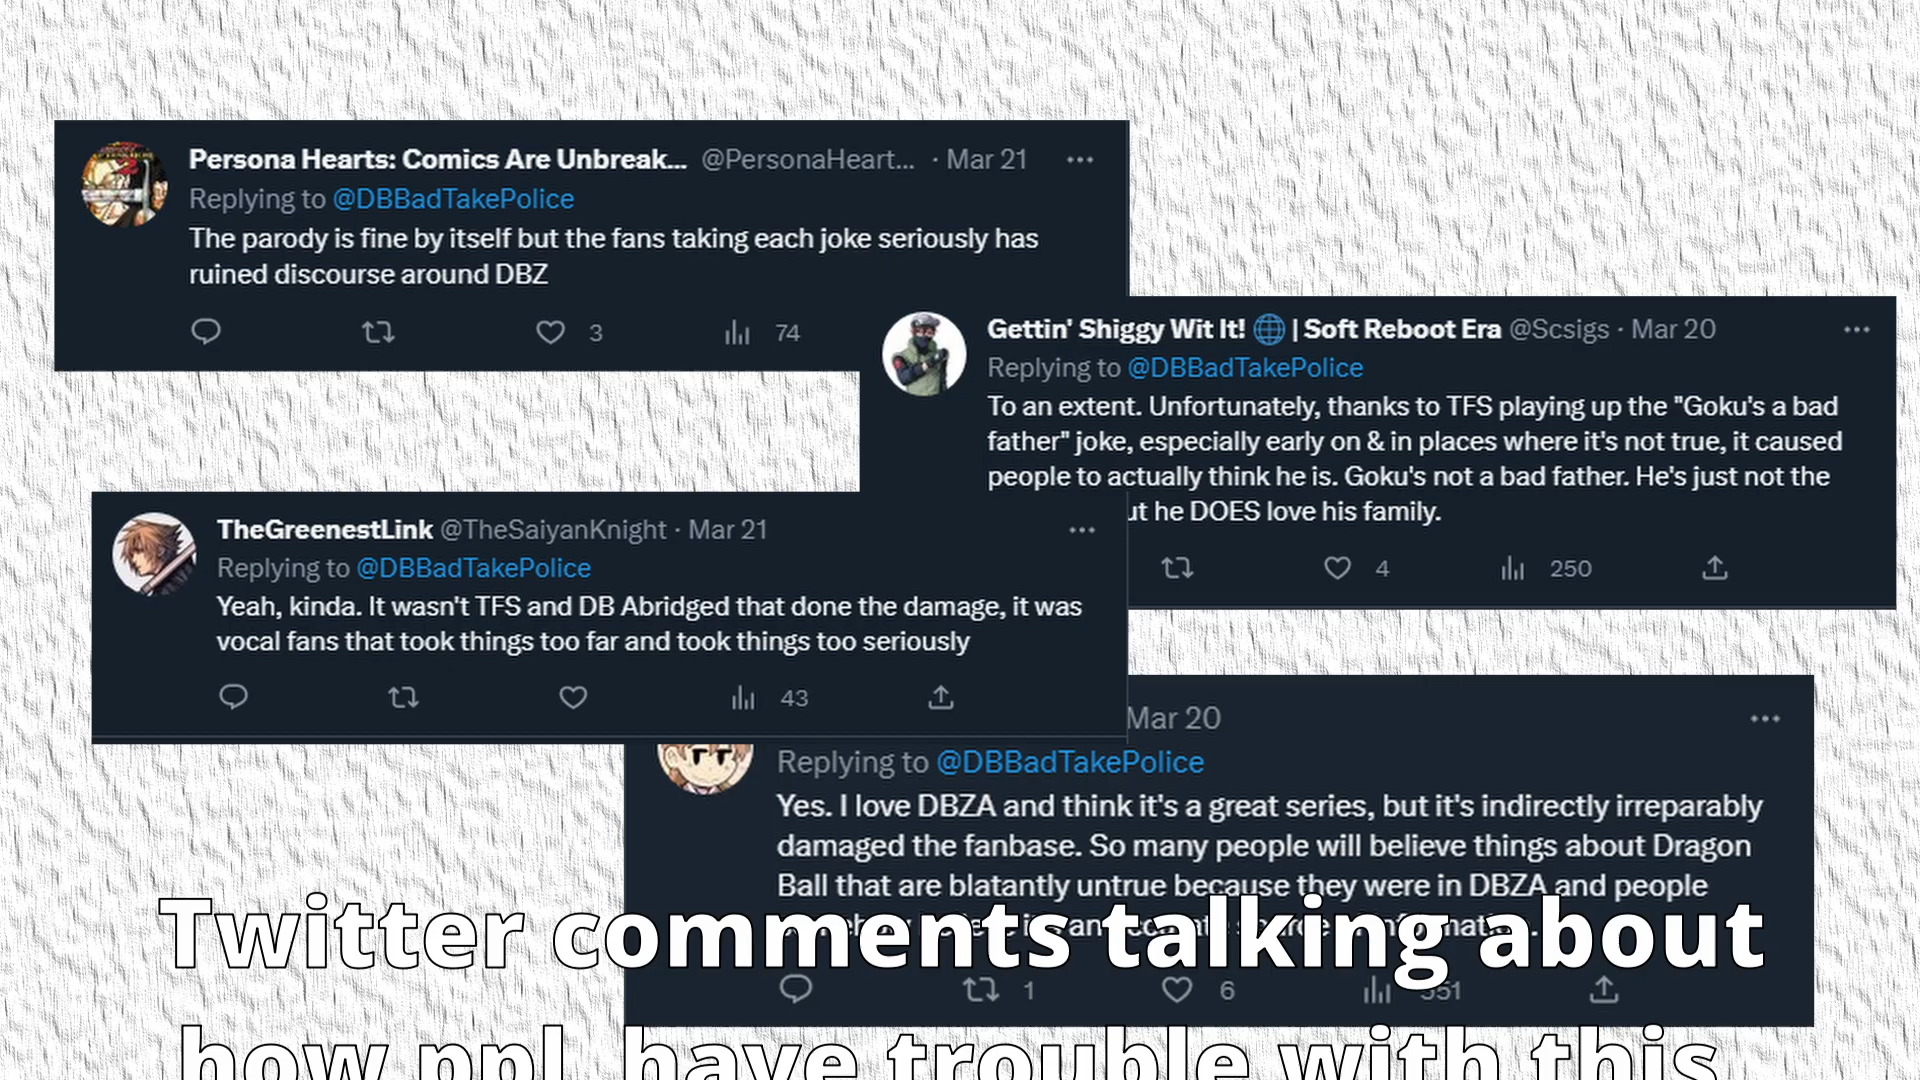 Persona Hearts: Comics Are Unbreak... @PersonaHeart... · Mar 21
Replying to @DBBadTakePolice
The parody is fine by itself but the fans taking each joke seriously has
ruined discourse around DBZ
3 74
Gettin' Shiggy Wit It! 🌐 | Soft Reboot Era @Scsigs · Mar 20
Replying to @DBBadTakePolice
To an extent. Unfortunately, thanks to TFS playing up the "Goku's a bad
father" joke, especially early on & in places where it's not true, it caused
people to actually think he is. Goku's not a bad father. He's just not the
he DOES love his family.
4 250
TheGreenestLink @TheSaiyanKnight · Mar 21
Replying to @DBBadTakePolice
Yeah, kinda. It wasn't TFS and DB Abridged that done the damage, it was
vocal fans that took things too far and took things too seriously
43
Mar 20
Replying to @DBBadTakePolice
Yes. I love DBZA and think it's a great series, but it's indirectly irreparably
damaged the fanbase. So many people will believe things about Dragon
Ball that are blatantly untrue because they were in DBZA and people
1 6
Twitter comments talking about
how ppl have trouble with this